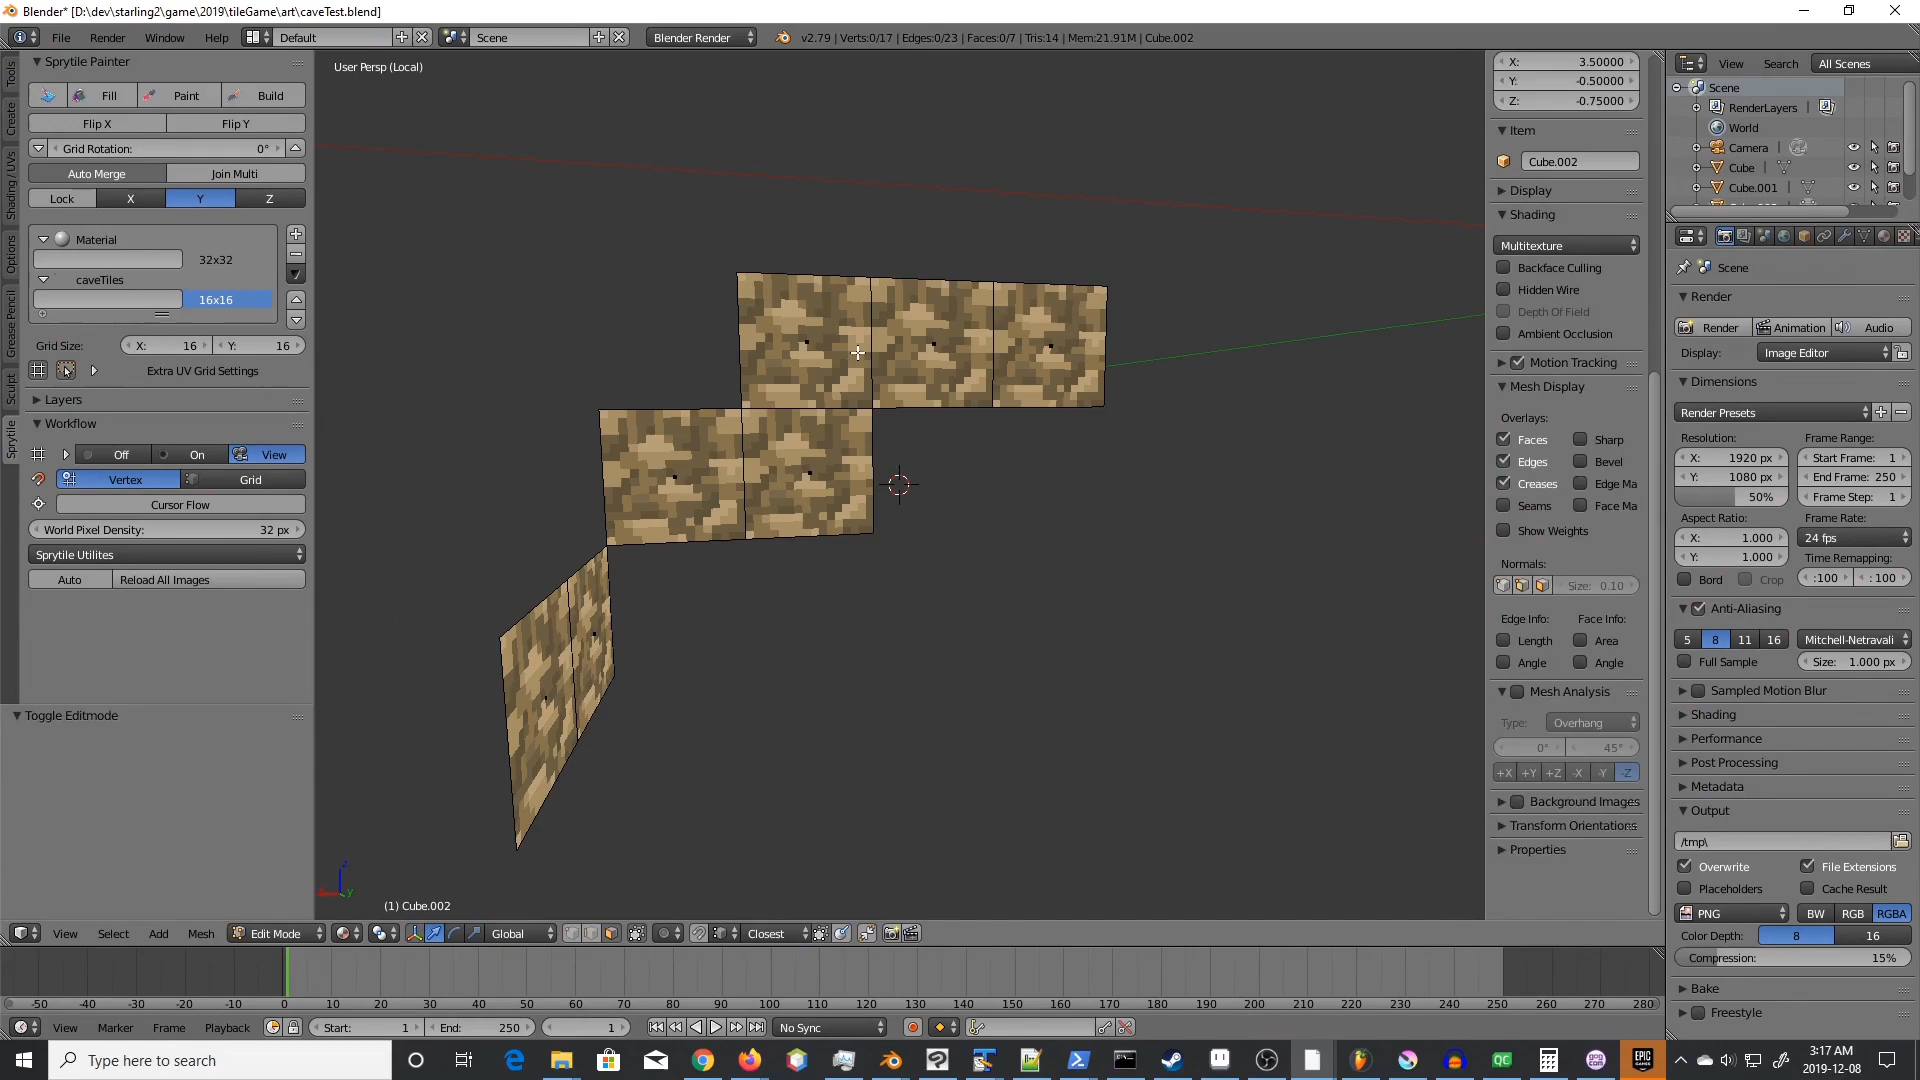 Blender* [D:\dev\starling2\game\2019\tileGame\art\caveTest.blend]
File Render Window Help Default Scene Blender Render v2.79 | Verts:0/17 | Edges:0/23 | Faces:0/7 | Tris:14 | Mem:21.91M | Cube.002
Tools
Create
Shading / UVs
Options
Grease Pencil
Sculpt
Sprytile
Sprytile Painter
Fill Paint Build
Flip X Flip Y
Grid Rotation: 0°
Auto Merge Join Multi
Lock X Y Z
Material
32x32
caveTiles
16x16
Grid Size: X: 16 Y: 16
Extra UV Grid Settings
Layers
Workflow
Off On View
Vertex Grid
Cursor Flow
World Pixel Density: 32 px
Sprytile Utilites
Auto Reload All Images
Toggle Editmode
User Persp (Local)
(1) Cube.002
X: 3.50000
Y: -0.50000
Z: -0.75000
Item
Cube.002
Display
Shading
Multitexture
Backface Culling
Hidden Wire
Depth Of Field
Ambient Occlusion
Motion Tracking
Mesh Display
Overlays:
Faces Sharp
Edges Bevel
Creases Edge Ma
Seams Face Ma
Show Weights
Normals:
Size: 0.10
Edge Info: Face Info:
Length Area
Angle Angle
Mesh Analysis
Type: Overhang
0° 45°
+X +Y +Z -X -Y -Z
Background Images
Transform Orientations
Properties
View Search All Scenes
Scene
RenderLayers
World
Camera
Cube
Cube.001
Scene
Render
Render Animation Audio
Display: Image Editor
Dimensions
Render Presets
Resolution: Frame Range:
X: 1920 px Start Frame: 1
Y: 1080 px End Frame: 250
50% Frame Step: 1
Aspect Ratio: Frame Rate:
X: 1.000 24 fps
Y: 1.000 Time Remapping:
Bord Crop :100 : 100
Anti-Aliasing
5 8 11 16 Mitchell-Netravali
Full Sample Size: 1.000 px
Sampled Motion Blur
Shading
Performance
Post Processing
Metadata
Output
/tmp\
Overwrite File Extensions
Placeholders Cache Result
PNG BW RGB RGBA
Color Depth: 8 16
Compression: 15%
Bake
Freestyle
View Select Add Mesh Edit Mode Global Closest
-50 -40 -30 -20 -10 0 10 20 30 40 50 60 70 80 90 100 110 120 130 140 150 160 170 180 190 200 210 220 230 240 250 260 270 280
View Marker Frame Playback Start: 1 End: 250 1 No Sync
Type here to search
3:17 AM
2019-12-08